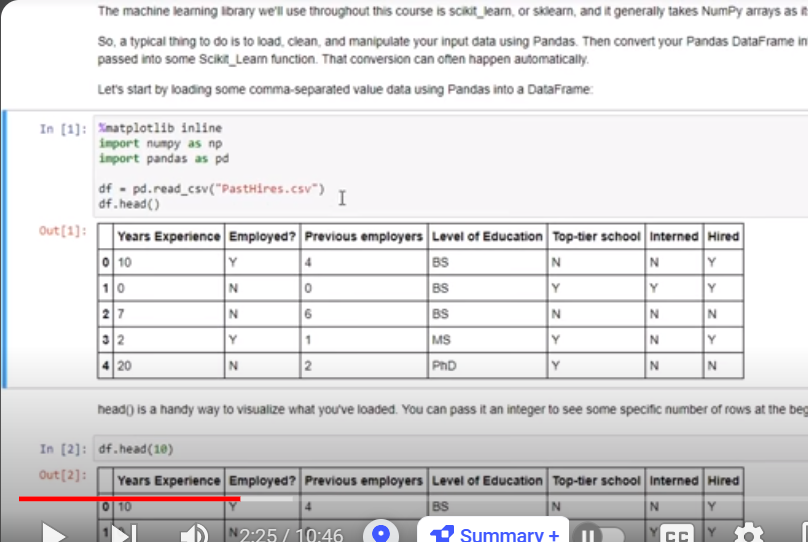 The machine learning library we'll use throughout this course is scikit_learn, or sklearn, and it generally takes NumPy arrays as it
So, a typical thing to do is to load, clean, and manipulate your input data using Pandas. Then convert your Pandas DataFrame in
passed into some Scikit_Learn function. That conversion can often happen automatically.
Let's start by loading some comma-separated value data using Pandas into a DataFrame:
In [1]: %matplotlib inline
import numpy as np
import pandas as pd
df = pd.read_csv("PastHires.csv")
df.head()
Out[1]:
Years Experience Employed? Previous employers Level of Education Top-tier school Interned Hired
0 10 Y 4 BS N N Y
1 0 N 0 BS Y Y Y
2 7 N 6 BS N N N
3 2 Y 1 MS Y N Y
4 20 N 2 PhD Y N N
head() is a handy way to visualize what you've loaded. You can pass it an integer to see some specific number of rows at the beg
In [2]: df.head(10)
Out[2]:
Years Experience Employed? Previous employers Level of Education Top-tier school Interned Hired
0 10 Y 4 BS N N Y
1 N Y Y
2:25 / 10:46 Summary + CC